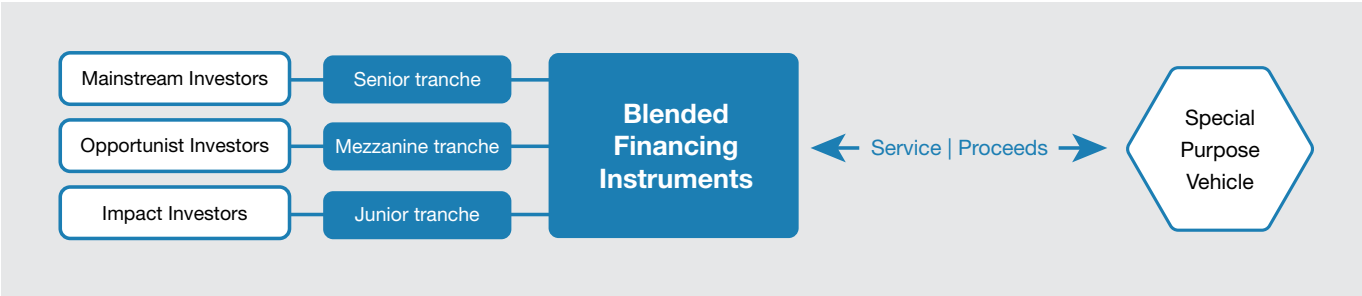 Mainstream Investors
Senior tranche
Opportunist Investors
Mezzanine tranche
Impact Investors
Junior tranche
Blended
Financing
Instruments
Service | Proceeds
Special
Purpose
Vehicle